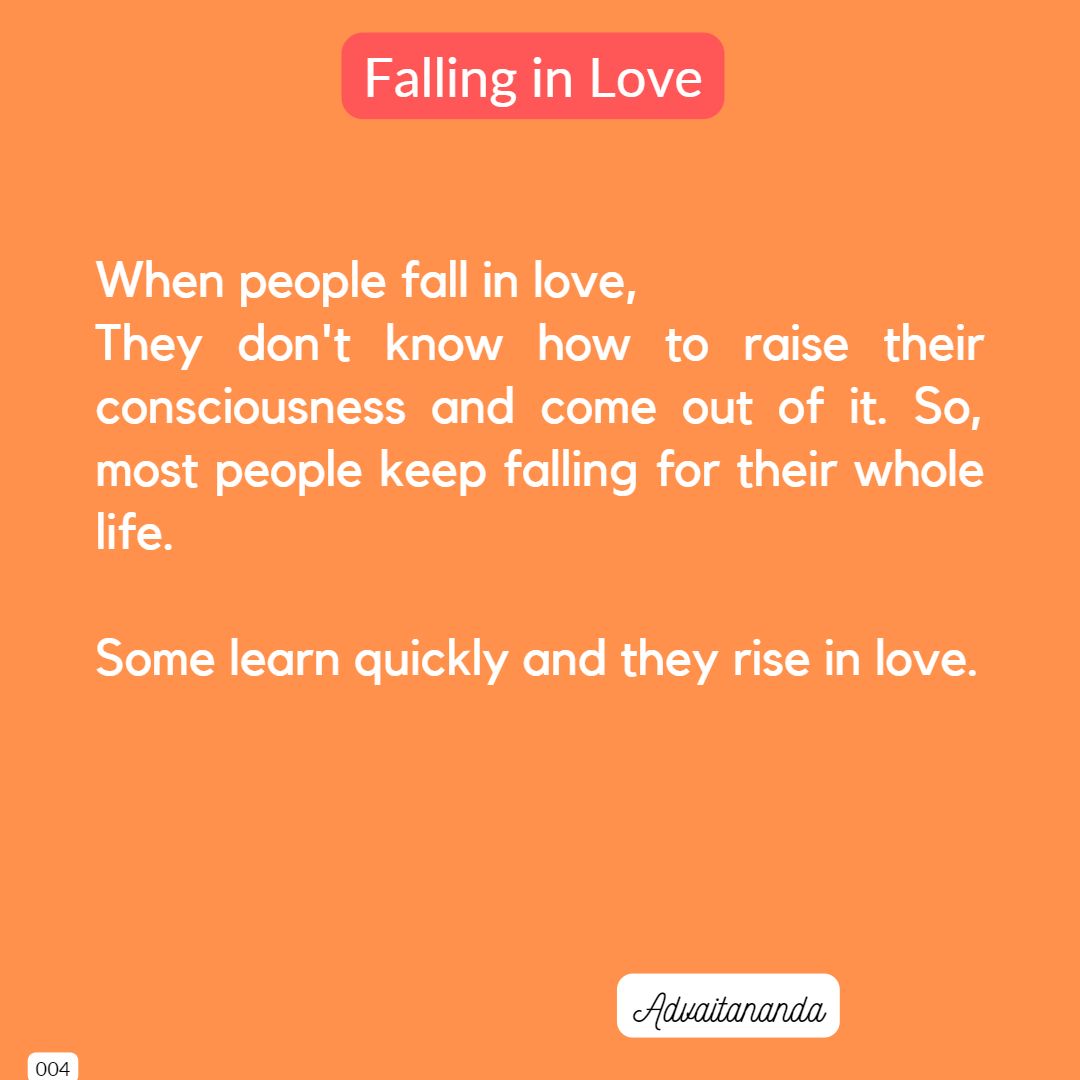 Falling in Love
When people fall in love,
They don't know how to raise their
consciousness and come out of it. So,
most people keep falling for their whole
life.
Some learn quickly and they rise in love.
Advaitananda
004